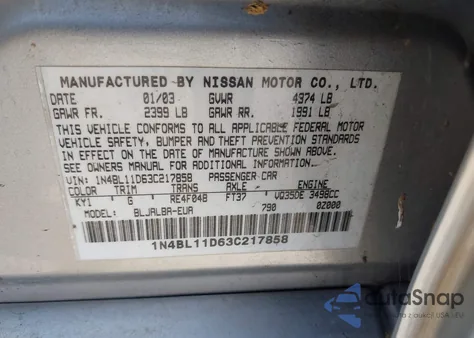 MANUFACTURED BY NISSAN MOTOR CO., LTD.
DATE 01/03 GVWR 4974 LB
GAWR FR. 2399 LB GAWR RR. 1991 LB
THIS VEHICLE CONFORMS TO ALL APPLICABLE FEDERAL MOTOR
VEHICLE SAFETY, BUMPER AND THEFT PREVENTION STANDARDS
IN EFFECT ON THE DATE OF MANUFACTURE SHOWN ABOVE.
SEE OWNERS MANUAL FOR ADDITIONAL INFORMATION.
VIN: 1N4BL11D63C217858 PASSENGER CAR
COLOR TRIM TRANS AXLE ENGINE
KY1 G RE4F04B FT37 VQ35DE 3498CC
MODEL: BLJALBA-EUA 790 02000
1N4BL11D63C217858
autoSnap